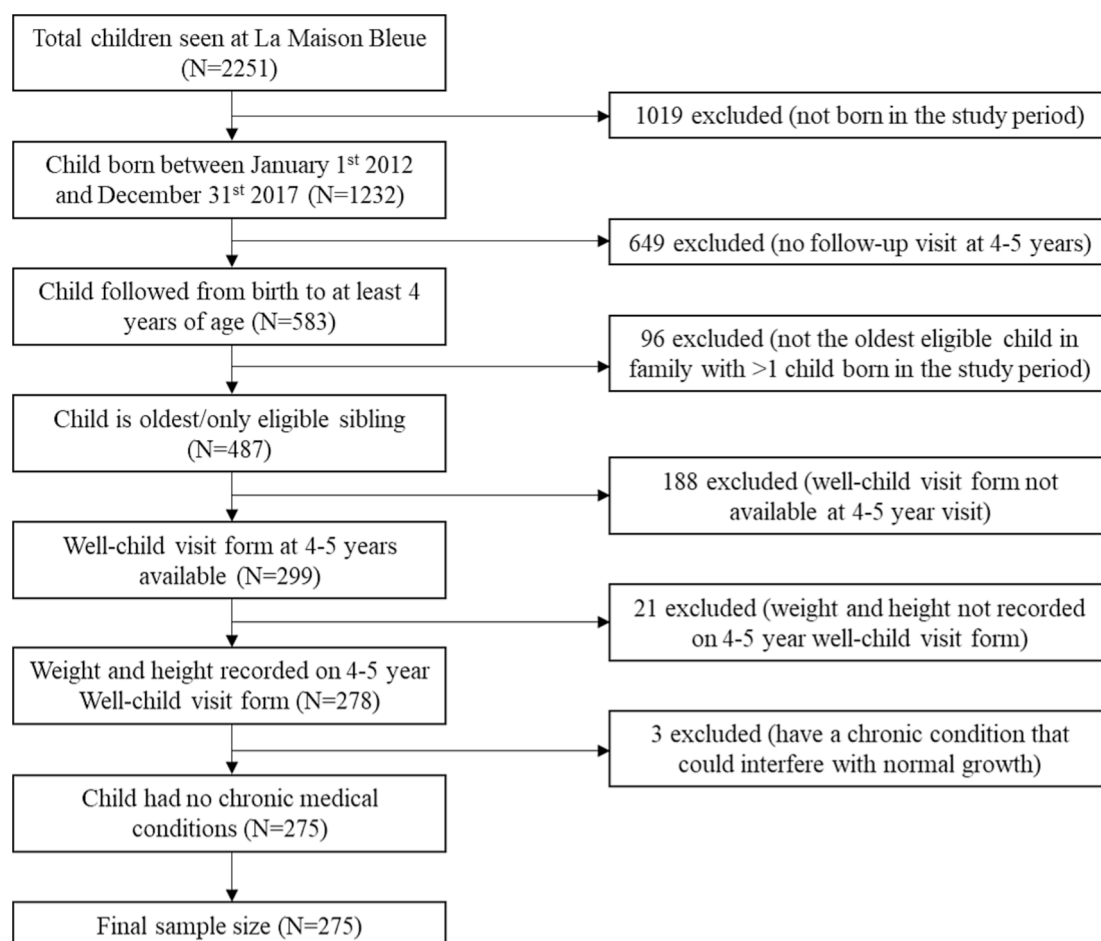 Total children seen at La Maison Bleue
(N=2251)
1019 excluded (not born in the study period)
Child born between January 1st 2012
and December 31st 2017 (N=1232)
649 excluded (no follow-up visit at 4-5 years)
Child followed from birth to at least 4
years of age (N=583)
96 excluded (not the oldest eligible child in
family with >1 child born in the study period)
Child is oldest/only eligible sibling
(N=487)
188 excluded (well-child visit form not
available at 4-5 year visit)
Well-child visit form at 4-5 years
available (N=299)
21 excluded (weight and height not recorded
on 4-5 year well-child visit form)
Weight and height recorded on 4-5 year
Well-child visit form (N=278)
3 excluded (have a chronic condition that
could interfere with normal growth)
Child had no chronic medical
conditions (N=275)
Final sample size (N=275)